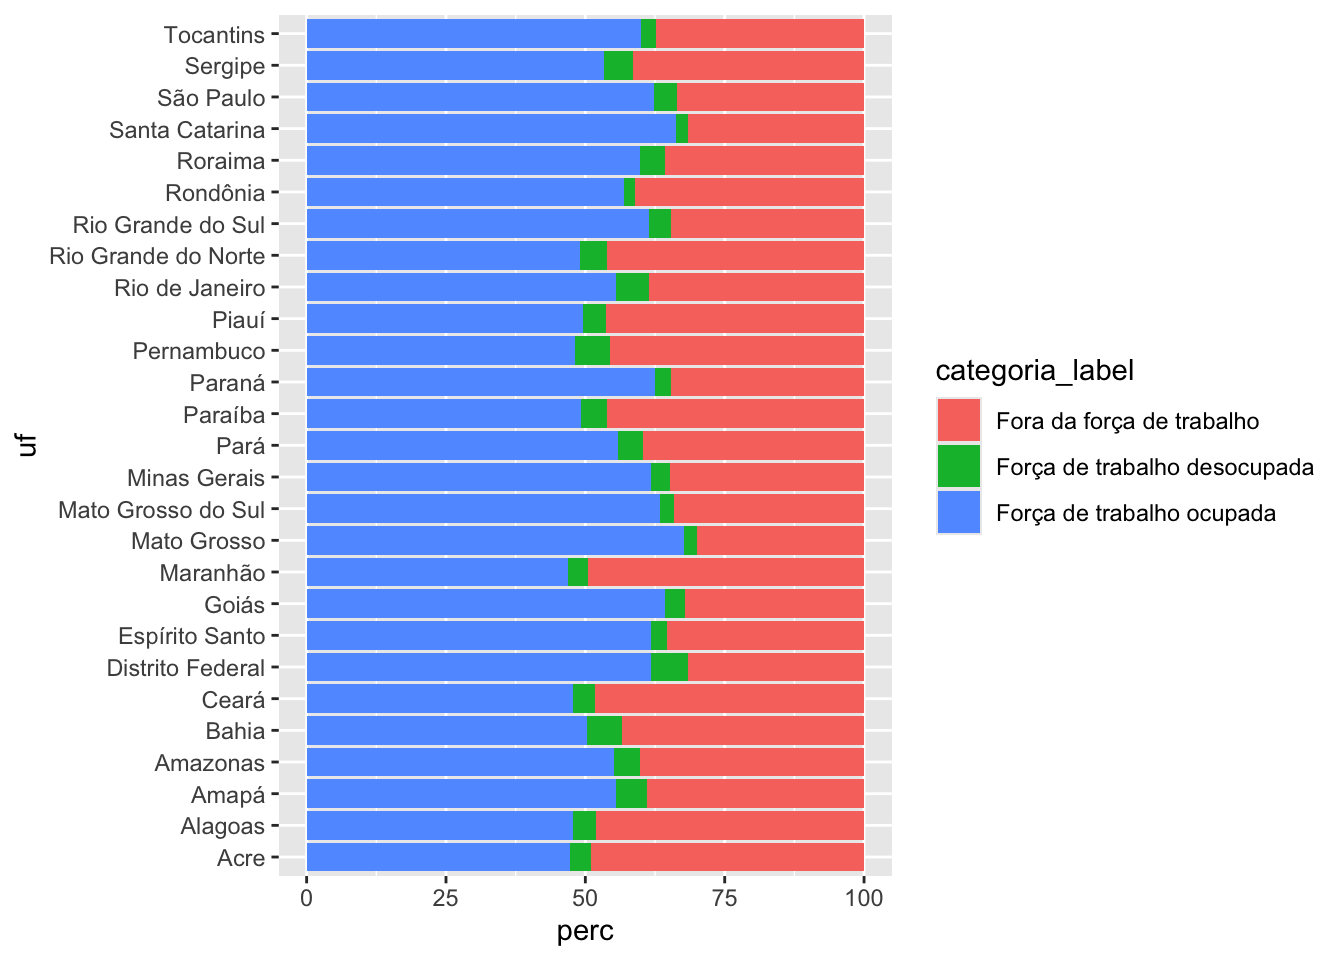 Tocantins
Sergipe
São Paulo
Santa Catarina
Roraima
Rondônia
Rio Grande do Sul
Rio Grande do Norte
Rio de Janeiro
Piauí
Pernambuco
Paraná
Paraíba
Pará
Minas Gerais
Mato Grosso do Sul
Mato Grosso
Maranhão
Goiás
Espírito Santo
Distrito Federal
Ceará
Bahia
Amazonas
Amapá
Alagoas
Acre
uf
0 25 50 75 100
perc
categoria_label
Fora da força de trabalho
Força de trabalho desocupada
Força de trabalho ocupada